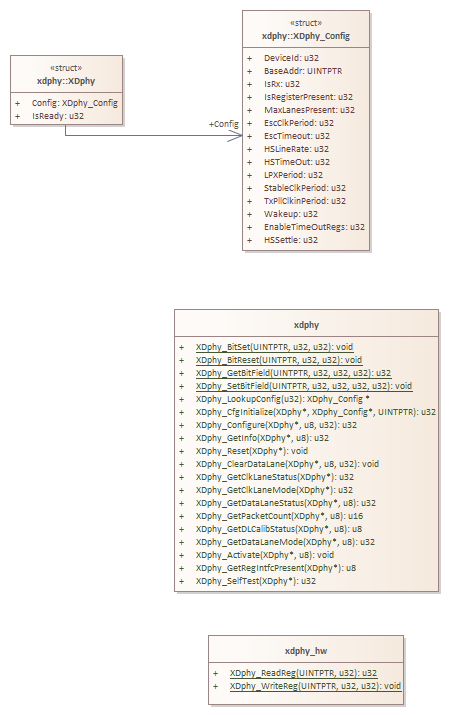 «struct»
xdphy::XDphy
+ Config: XDphy_Config
+ IsReady: u32
+Config
«struct»
xdphy::XDphy_Config
+ DeviceId: u32
+ BaseAddr: UINTPTR
+ IsRx: u32
+ IsRegisterPresent: u32
+ MaxLanesPresent: u32
+ EscClkPeriod: u32
+ EscTimeout: u32
+ HSLineRate: u32
+ HSTimeOut: u32
+ LPXPeriod: u32
+ StableClkPeriod: u32
+ TxPllClkinPeriod: u32
+ Wakeup: u32
+ EnableTimeOutRegs: u32
+ HSSettle: u32
xdphy
+ XDphy_BitSet(UINTPTR, u32, u32): void
+ XDphy_BitReset(UINTPTR, u32, u32): void
+ XDphy_GetBitField(UINTPTR, u32, u32, u32): u32
+ XDphy_SetBitField(UINTPTR, u32, u32, u32, u32): void
+ XDphy_LookupConfig(u32): XDphy_Config *
+ XDphy_CfgInitialize(XDphy*, XDphy_Config*, UINTPTR): u32
+ XDphy_Configure(XDphy*, u8, u32): u32
+ XDphy_GetInfo(XDphy*, u8): u32
+ XDphy_Reset(XDphy*): void
+ XDphy_ClearDataLane(XDphy*, u8, u32): void
+ XDphy_GetClkLaneStatus(XDphy*): u32
+ XDphy_GetClkLaneMode(XDphy*): u32
+ XDphy_GetDataLaneStatus(XDphy*, u8): u32
+ XDphy_GetPacketCount(XDphy*, u8): u16
+ XDphy_GetDLCalibStatus(XDphy*, u8): u8
+ XDphy_GetDataLaneMode(XDphy*, u8): u32
+ XDphy_Activate(XDphy*, u8): void
+ XDphy_GetRegIntfcPresent(XDphy*): u8
+ XDphy_SelfTest(XDphy*): u32
xdphy_hw
+ XDphy_ReadReg(UINTPTR, u32): u32
+ XDphy_WriteReg(UINTPTR, u32, u32): void